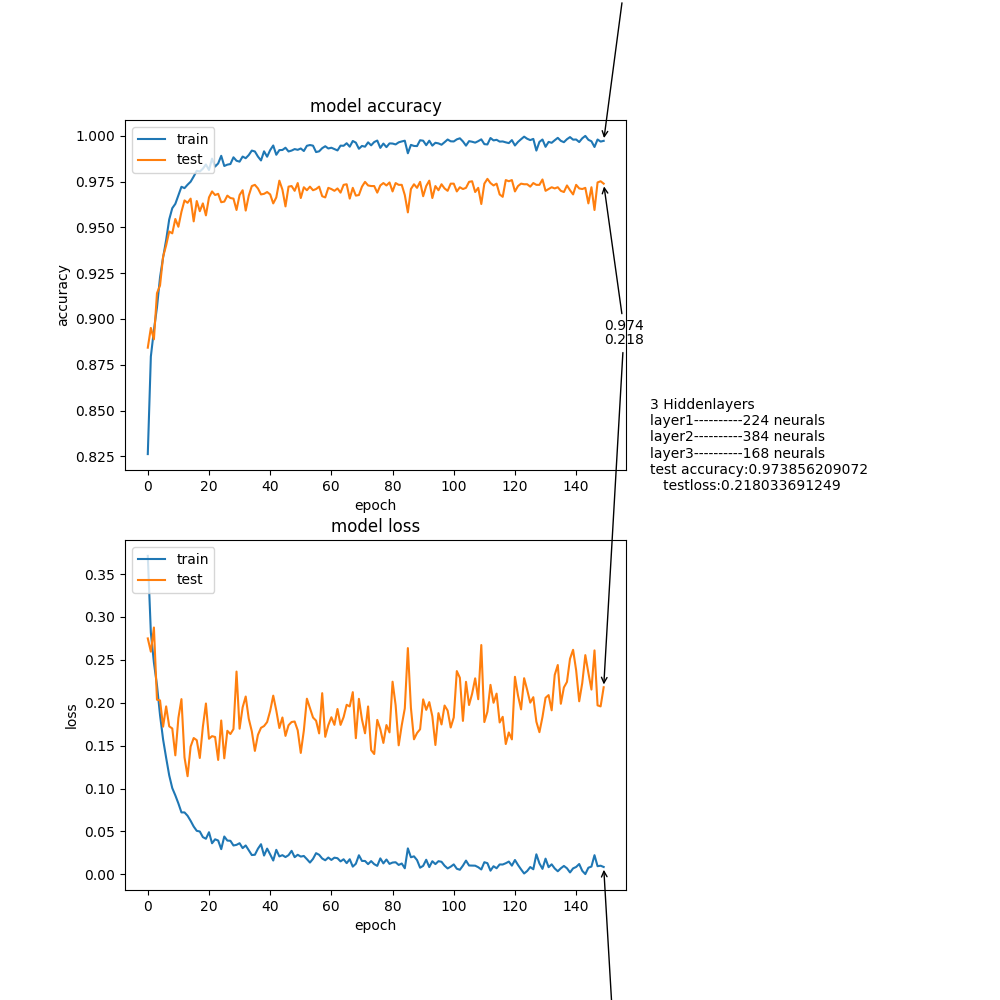 model accuracy
train
test
1.000
0.975
0.950
0.925
0.900
0.875
0.850
0.825
accuracy
0 20 40 60 80 100 120 140
epoch
0.974
0.218
3 Hiddenlayers
layer1----------224 neurals
layer2----------384 neurals
layer3----------168 neurals
test accuracy:0.973856209072
testloss:0.218033691249
model loss
train
test
0.35
0.30
0.25
0.20
0.15
0.10
0.05
0.00
loss
0 20 40 60 80 100 120 140
epoch